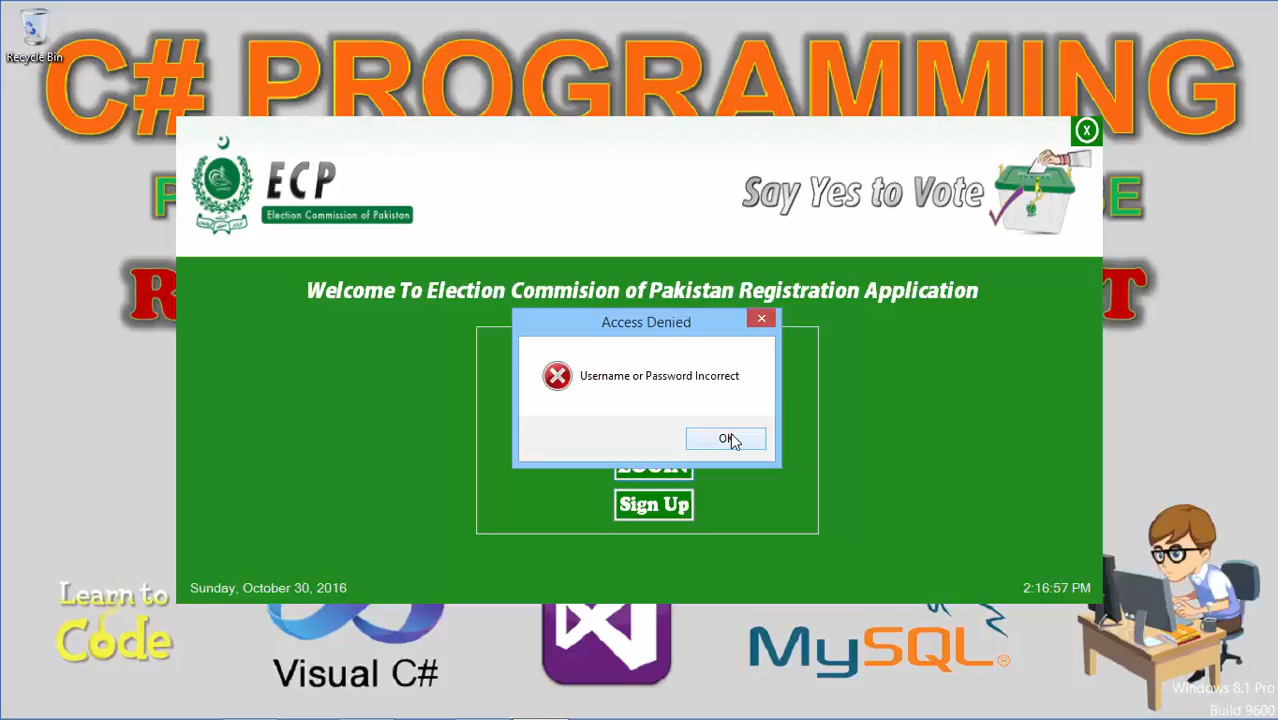 Recycle Bin
C# PROGRAMMING
X
ECP
Election Commission of Pakistan
Say Yes to Vote
P
E
R
T
Welcome To Election Commision of Pakistan Registration Application
Access Denied
Username or Password Incorrect
OK
LOGIN
Sign Up
Sunday, October 30, 2016
2:16:57 PM
Learn to
Code
Visual C#
MySQL®
Windows 8.1 Pro
Build 9600